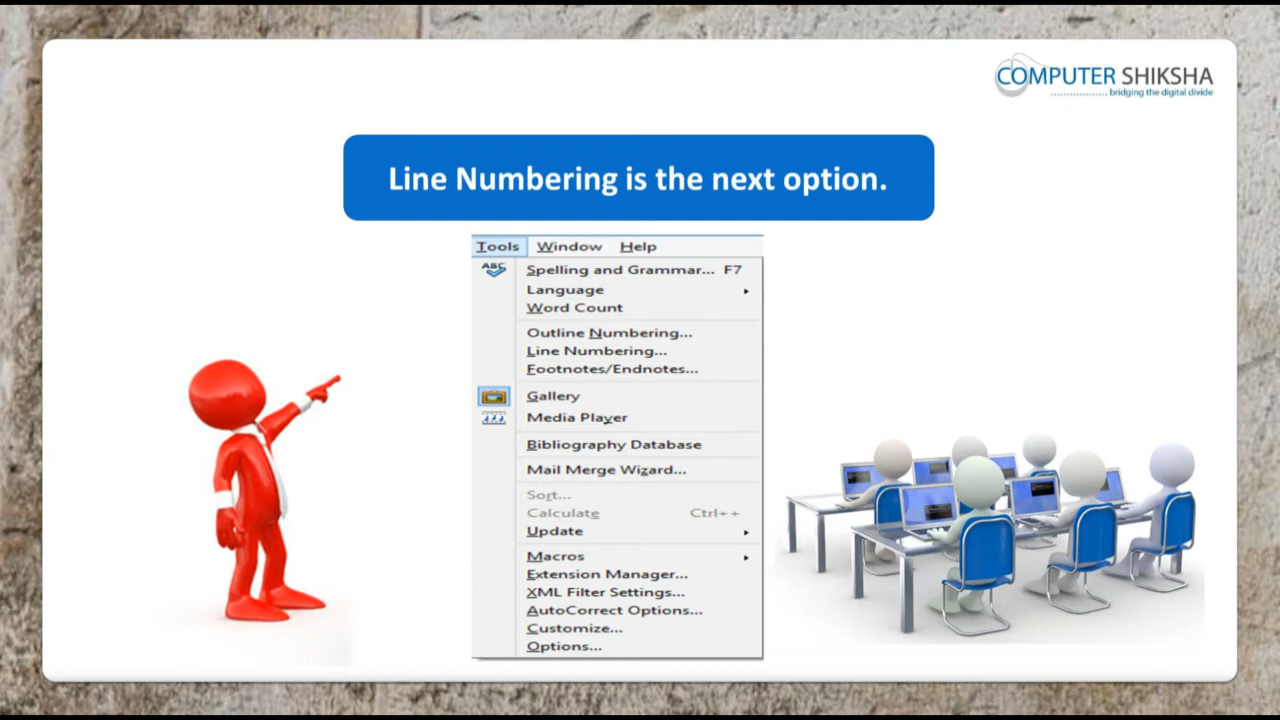 COMPUTER SHIKSHA
bridging the digital divide
Line Numbering is the next option.
Tools Window Help
ABC Spelling and Grammar... F7
Language
Word Count
Outline Numbering...
Line Numbering...
Footnotes/Endnotes...
Gallery
Media Player
Bibliography Database
Mail Merge Wizard...
Sort...
Calculate Ctrl++
Update
Macros
Extension Manager...
XML Filter Settings...
AutoCorrect Options...
Customize...
Options...